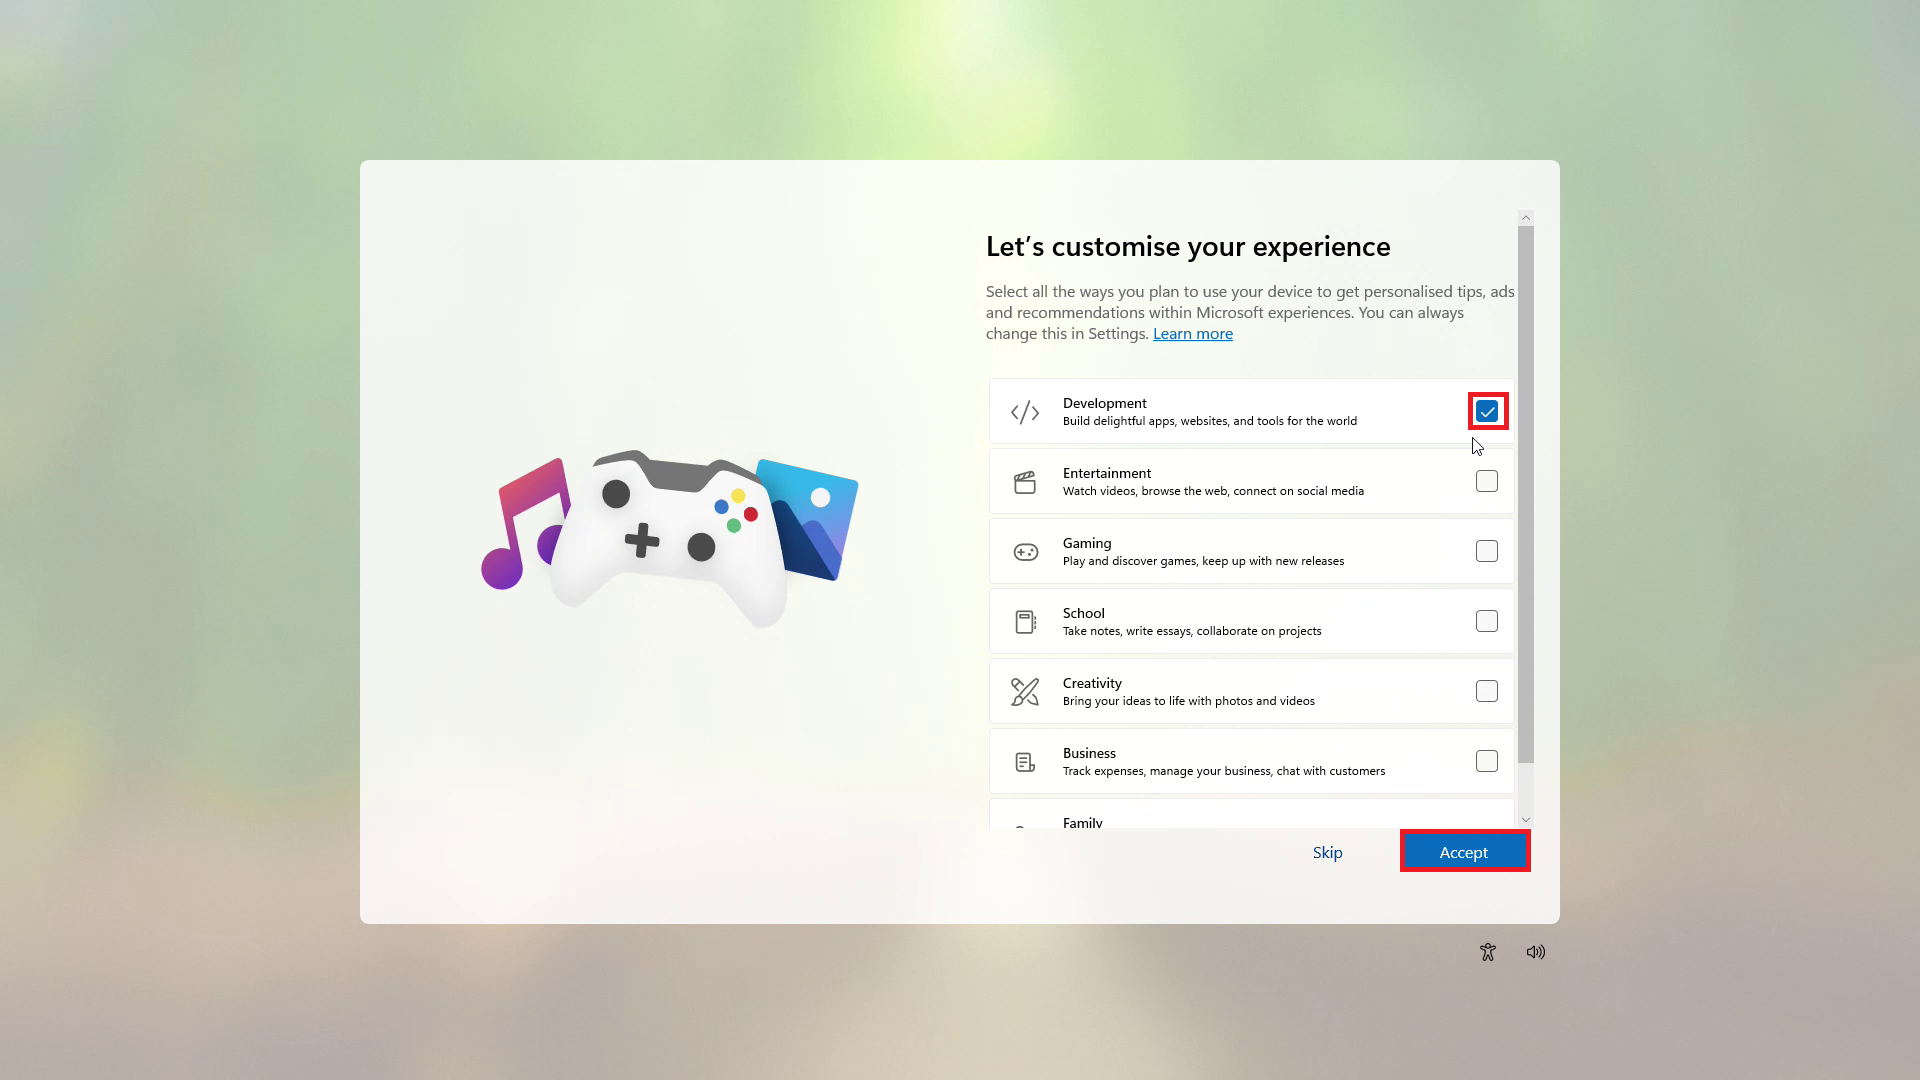 Let’s customise your experience
Select all the ways you plan to use your device to get personalised tips, ads
and recommendations within Microsoft experiences. You can always
change this in Settings. Learn more
Development
Build delightful apps, websites, and tools for the world
Entertainment
Watch videos, browse the web, connect on social media
Gaming
Play and discover games, keep up with new releases
School
Take notes, write essays, collaborate on projects
Creativity
Bring your ideas to life with photos and videos
Business
Track expenses, manage your business, chat with customers
Family
Skip
Accept